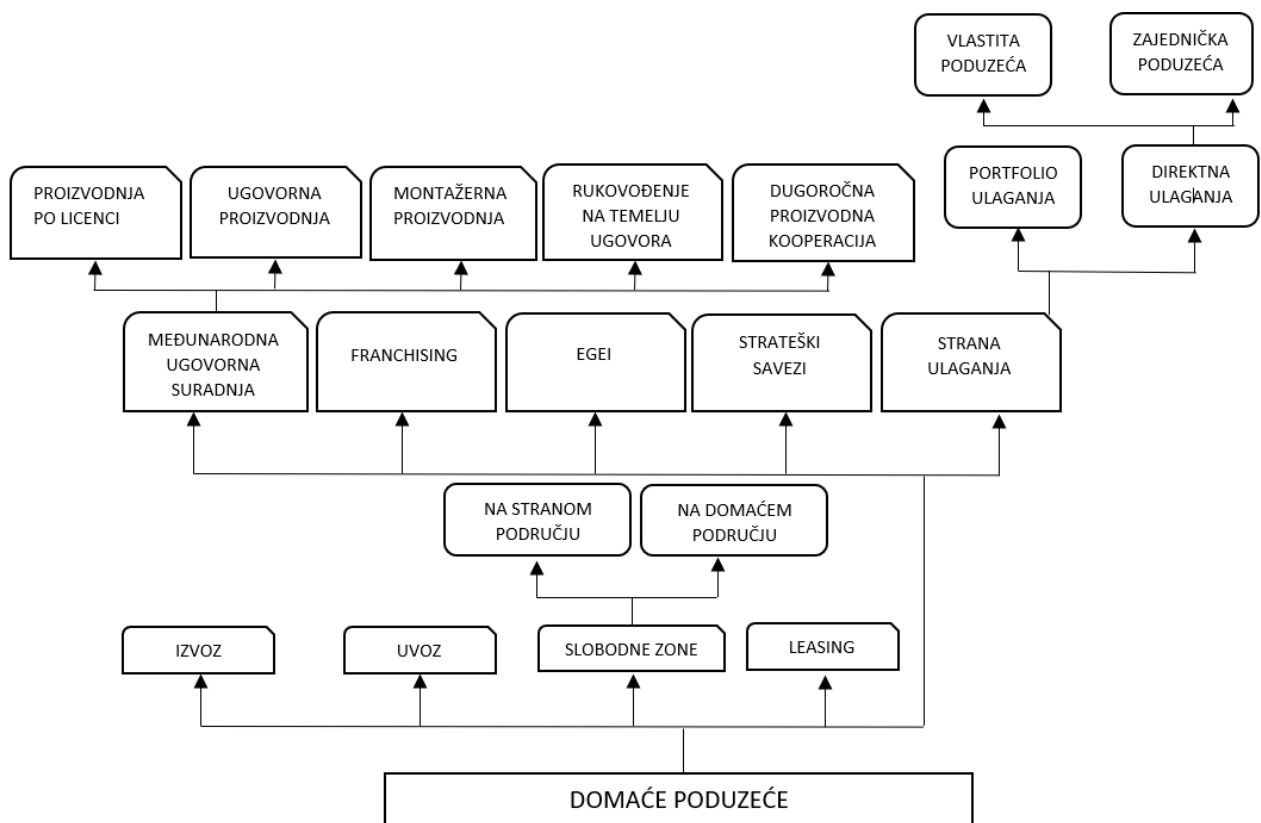 VLASTITA
PODUZEĆA
ZAJEDNIČKA
PODUZEĆA
PROIZVODNJA
PO LICENCI
UGOVORNA
PROIZVODNJA
MONTAŽERNA
PROIZVODNJA
RUKOVOĐENJE
NA TEMELJU
UGOVORA
DUGOROČNA
PROIZVODNA
KOOPERACIJA
PORTFOLIO
ULAGANJA
DIREKTNA
ULAGANJA
MEĐUNARODNA
UGOVORNA
SURADNJA
FRANCHISING
EGEI
STRATEŠKI
SAVEZI
STRANA
ULAGANJA
NA STRANOM
PODRUČJU
NA DOMAĆEM
PODRUČJU
IZVOZ
UVOZ
SLOBODNE ZONE
LEASING
DOMAĆE PODUZEĆE